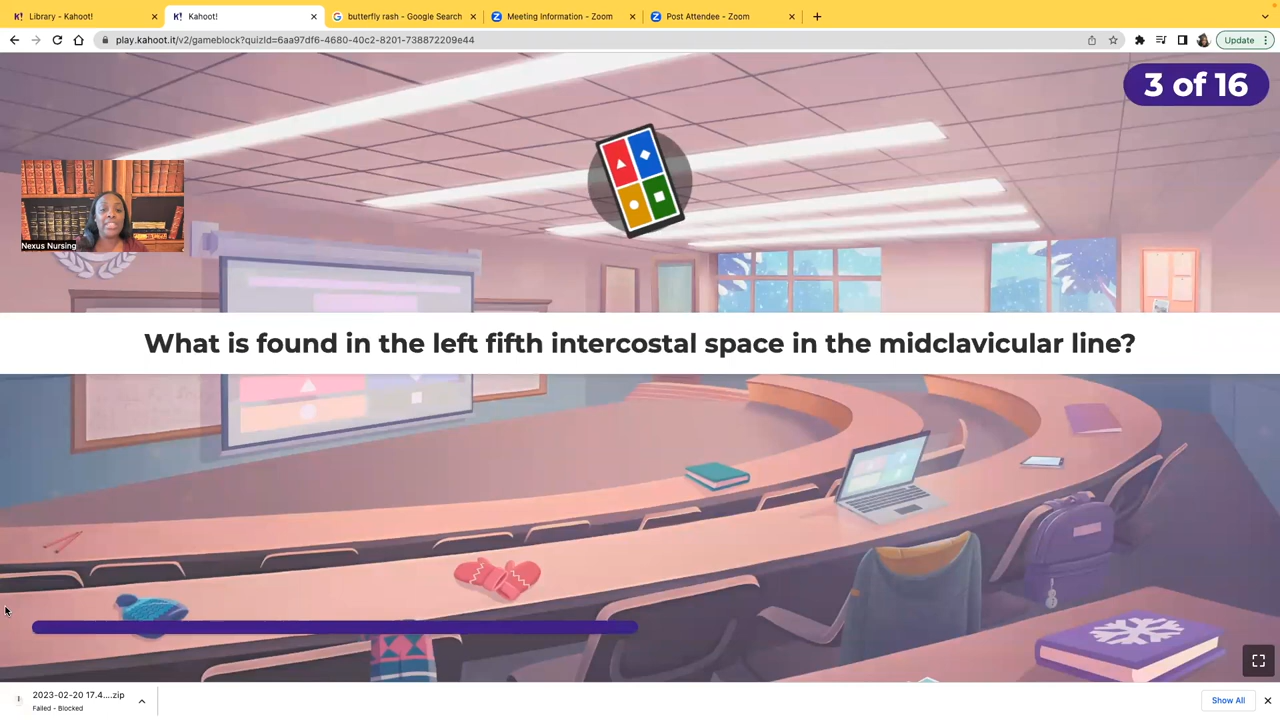 Library - Kahoot!
Kahoot!
butterfly rash - Google Search
Meeting Information - Zoom
Post Attendee - Zoom
play.kahoot.it/v2/gameblock?quizId=6aa97df6-4680-40c2-8201-738872209e44
Update
3 of 16
Nexus Nursing
What is found in the left fifth intercostal space in the midclavicular line?
2023-02-20 17.4....zip
Failed - Blocked
Show All